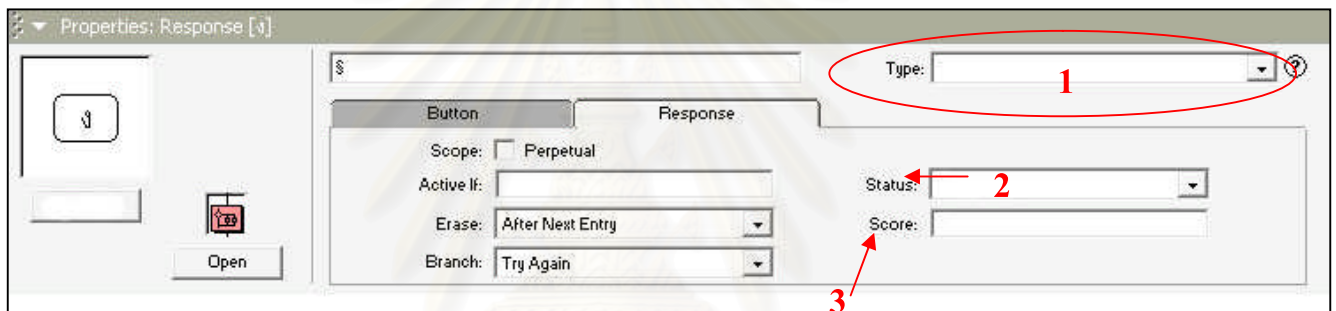 Properties: Response [ง]
§
Type:
1
ง
Button
Response
Scope: Perpetual
Active If:
Status:
2
Erase: After Next Entry
Score:
Open
Branch: Try Again
3